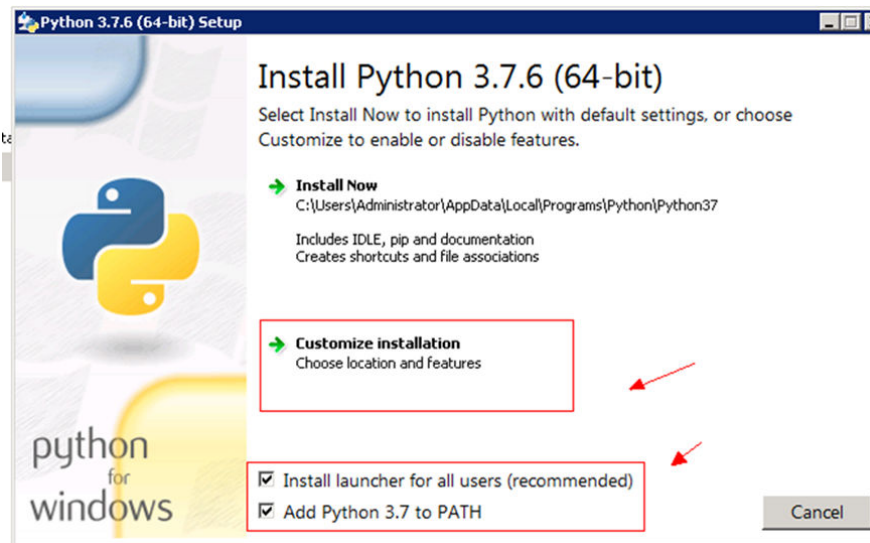 Python 3.7.6 (64-bit) Setup
Install Python 3.7.6 (64-bit)
Select Install Now to install Python with default settings, or choose
Customize to enable or disable features.
Install Now
C:\Users\Administrator\AppData\Local\Programs\Python\Python37
Includes IDLE, pip and documentation
Creates shortcuts and file associations
Customize installation
Choose location and features
python
for
windows
Install launcher for all users (recommended)
Add Python 3.7 to PATH
Cancel